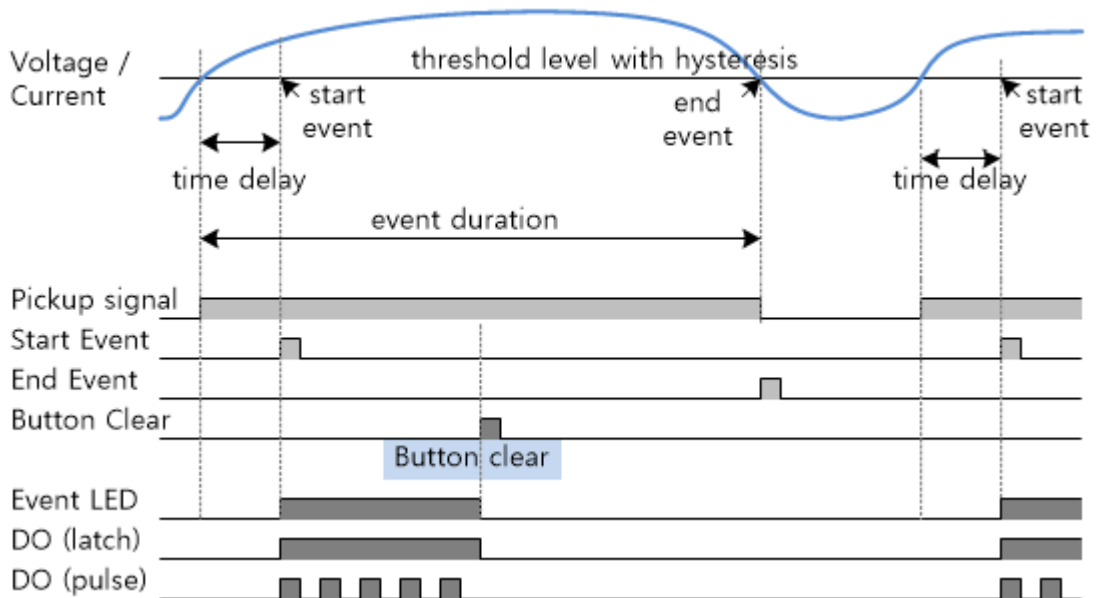 Voltage /
Current
threshold level with hysteresis
start
event
end
event
start
event
time delay
time delay
event duration
Pickup signal
Start Event
End Event
Button Clear
Button clear
Event LED
DO (latch)
DO (pulse)